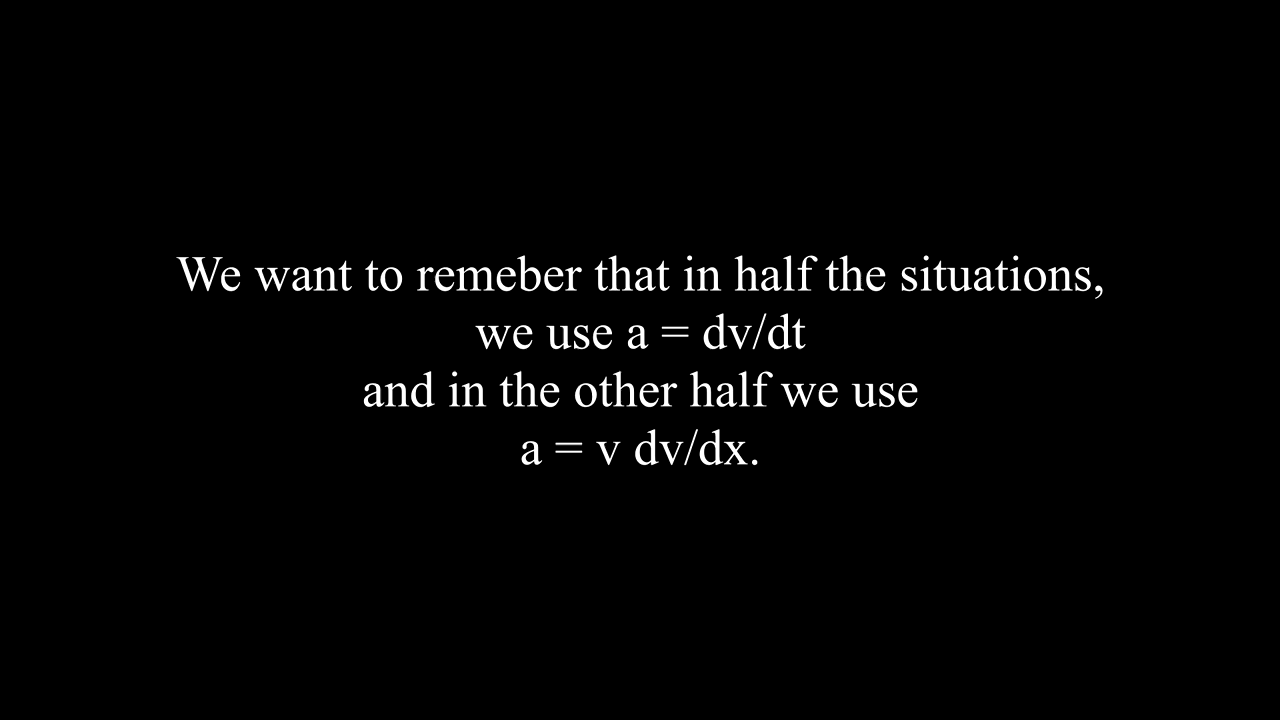 We want to remeber that in half the situations,
we use a = dv/dt
and in the other half we use
a = v dv/dx.